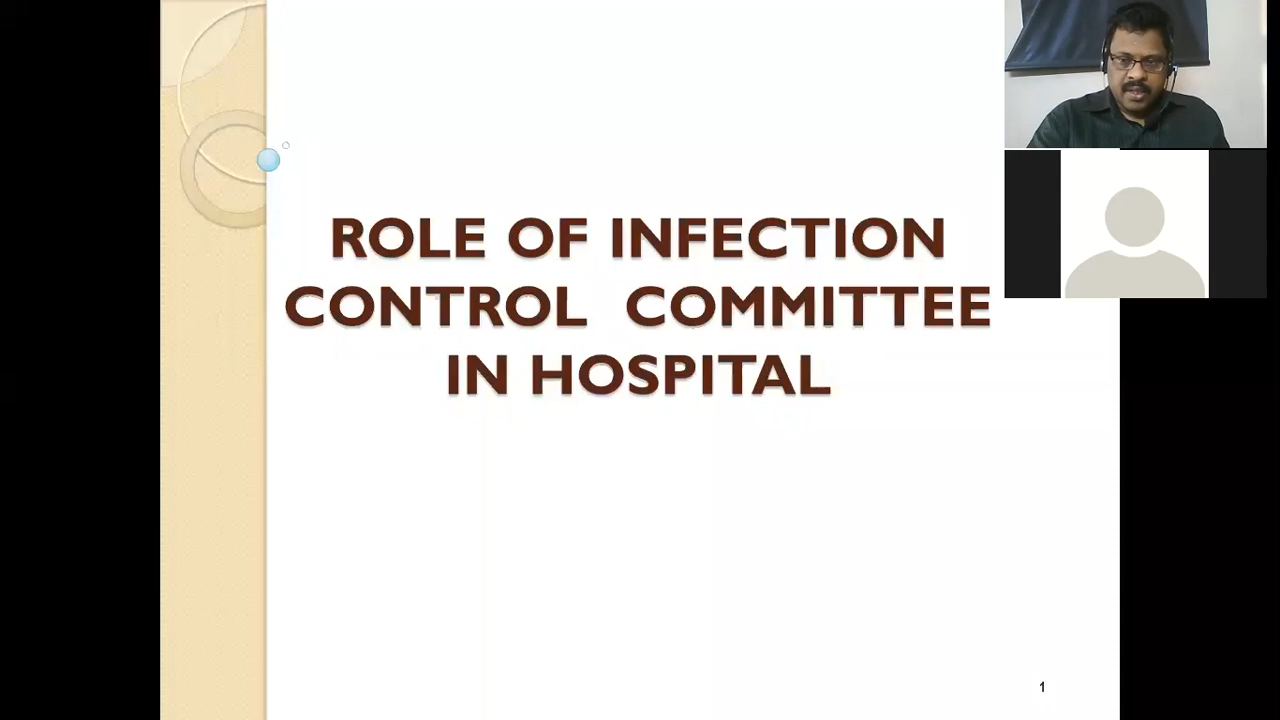 ROLE OF INFECTION
CONTROL COMMITTEE
IN HOSPITAL
1